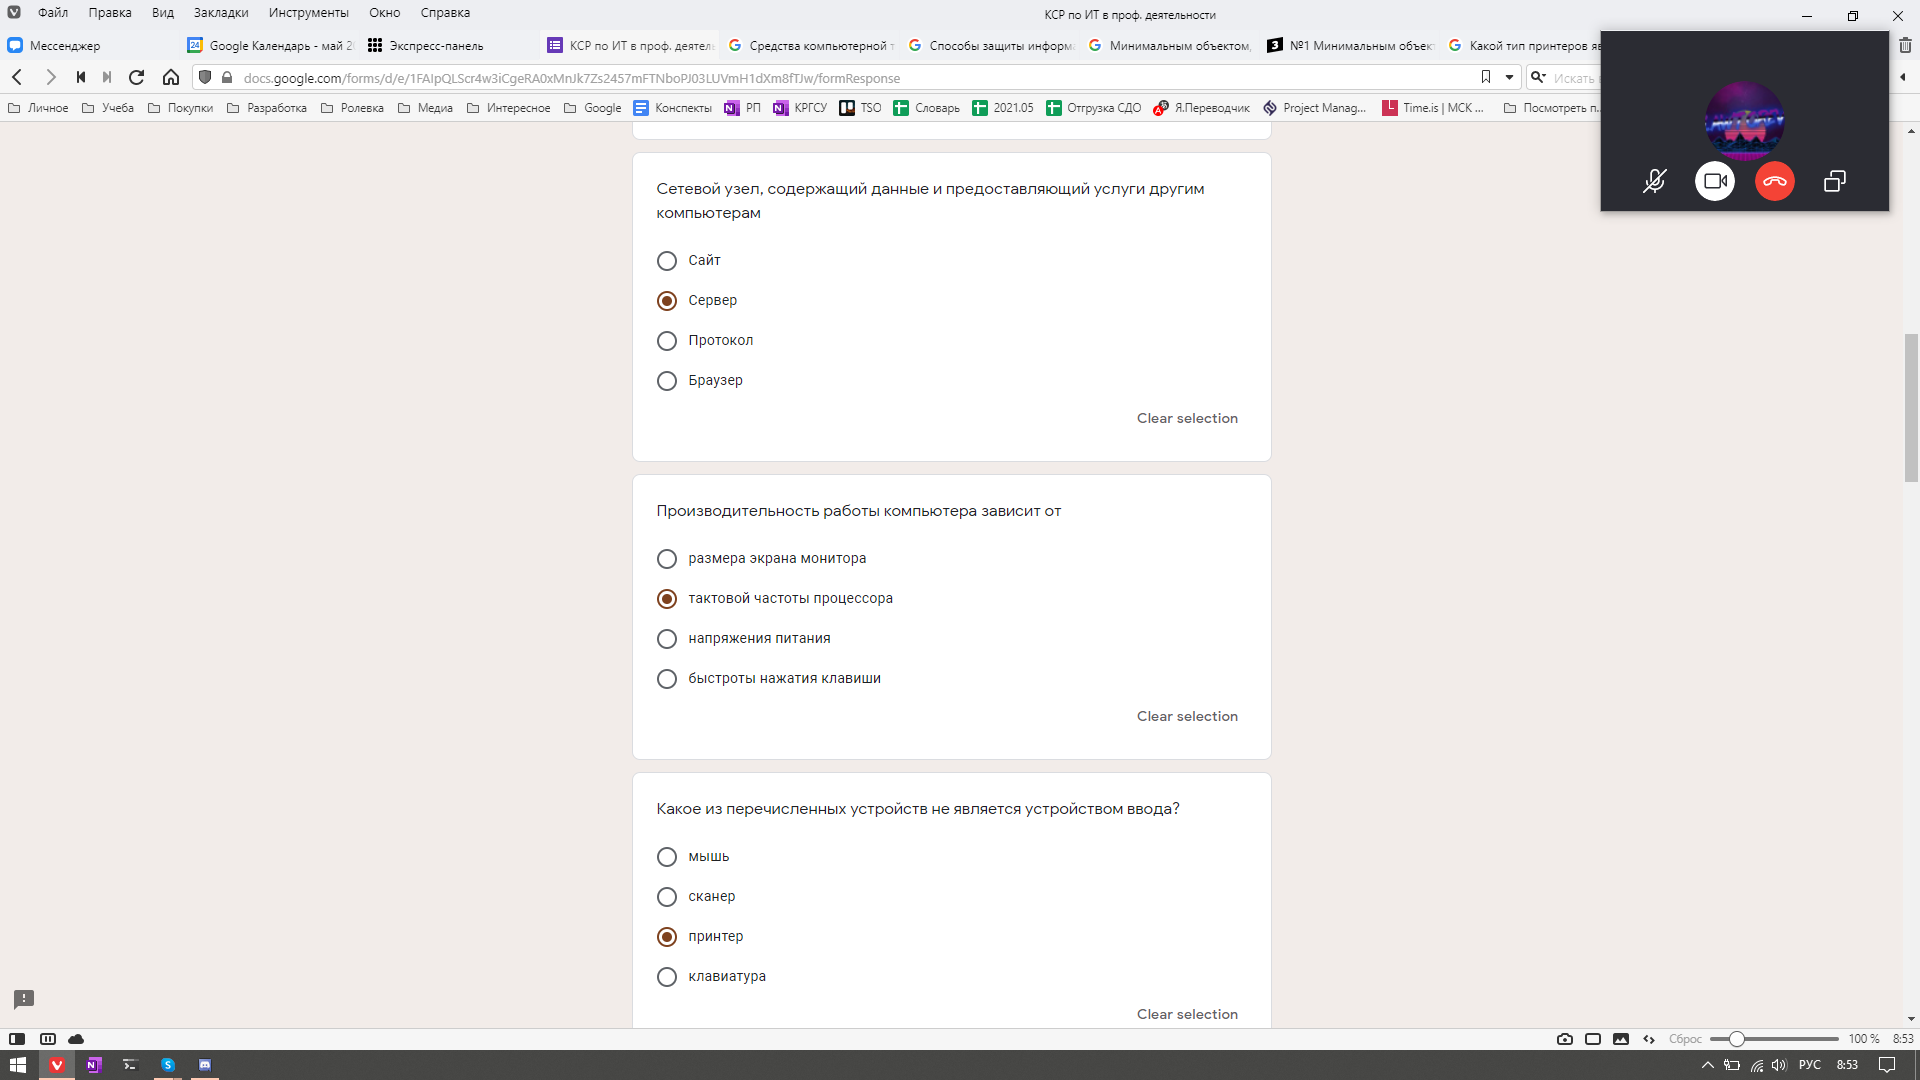 Файл Правка Вид Закладки Инструменты Окно Справка
КСР по ИТ в проф. деятельности
Мессенджер
Google Календарь - май 2
Экспресс-панель
КСР по ИТ в проф. деятел
Средства компьютерной
Способы защиты информ
Минимальным объектом,
№1 Минимальным объек
Какой тип принтеров яв
docs.google.com/forms/d/e/1FAIpQLScr4w3iCgeRA0xMnJk7Zs2457mFTNboPJ03LUVmH1dXm8fTJw/formResponse
Искать
Личное Учеба Покупки Разработка Ролевка Медиа Интересное Google Конспекты РП КРГСУ TSO Словарь 2021.05 Отгрузка СДО Я.Переводчик Project Manag... Time.is | МСК ... Посмотреть п...
Сетевой узел, содержащий данные и предоставляющий услуги другим
компьютерам
Сайт
Сервер
Протокол
Браузер
Clear selection
Производительность работы компьютера зависит от
размера экрана монитора
тактовой частоты процессора
напряжения питания
быстроты нажатия клавиши
Clear selection
Какое из перечисленных устройств не является устройством ввода?
мышь
сканер
принтер
клавиатура
Clear selection
Сброс 100 % 8:53
РУС 8:53